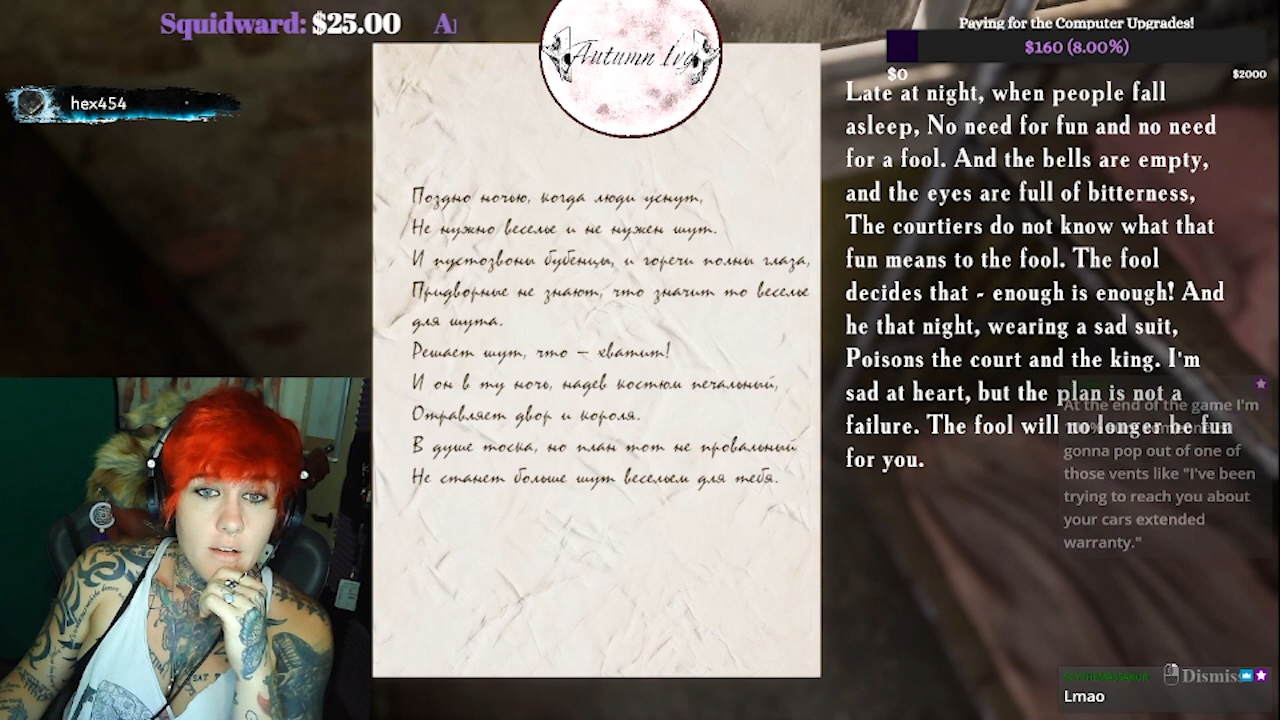 Squidward: $25.00
Autumn Ivy
Paying for the Computer Upgrades!
$160 (8.00%)
$0
$2000
hex454
Поздно ночью, когда люди уснут,
Не нужно веселье и не нужен шут.
И пустозвоны бубенцы, и горечи полны глаза,
Придворные не знают, что значит то веселье
для шута.
Решает шут, что – хватит!
И он в ту ночь, надев костюм печальный,
Отравляет двор и короля.
В душе тоска, но план тот не провальный
Не станет больше шут весельем для тебя.
Late at night, when people fall
asleep, No need for fun and no need
for a fool. And the bells are empty,
and the eyes are full of bitterness,
The courtiers do not know what that
fun means to the fool. The fool
decides that - enough is enough! And
he that night, wearing a sad suit,
Poisons the court and the king. I'm
sad at heart, but the plan is not a
failure. The fool will no longer be fun
for you.
At the end of the game I'm
gonna pop out of one of
those vents like "I've been
trying to reach you about
your cars extended
warranty."
Dismiss
Lmao